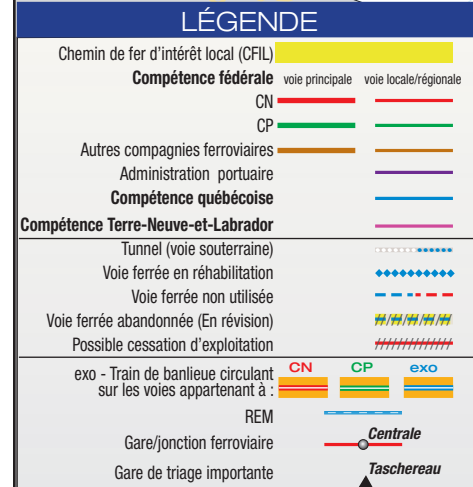 LÉGENDE
Chemin de fer d'intérêt local (CFIL)
Compétence fédérale voie principale voie locale/régionale
CN
CP
Autres compagnies ferroviaires
Administration portuaire
Compétence québécoise
Compétence Terre-Neuve-et-Labrador
Tunnel (voie souterraine)
Voie ferrée en réhabilitation
Voie ferrée non utilisée
Voie ferrée abandonnée (En révision)
Possible cessation d'exploitation
CN CP exo
exo - Train de banlieue circulant
sur les voies appartenant à :
REM
Gare/jonction ferroviaire Centrale
Gare de triage importante Taschereau